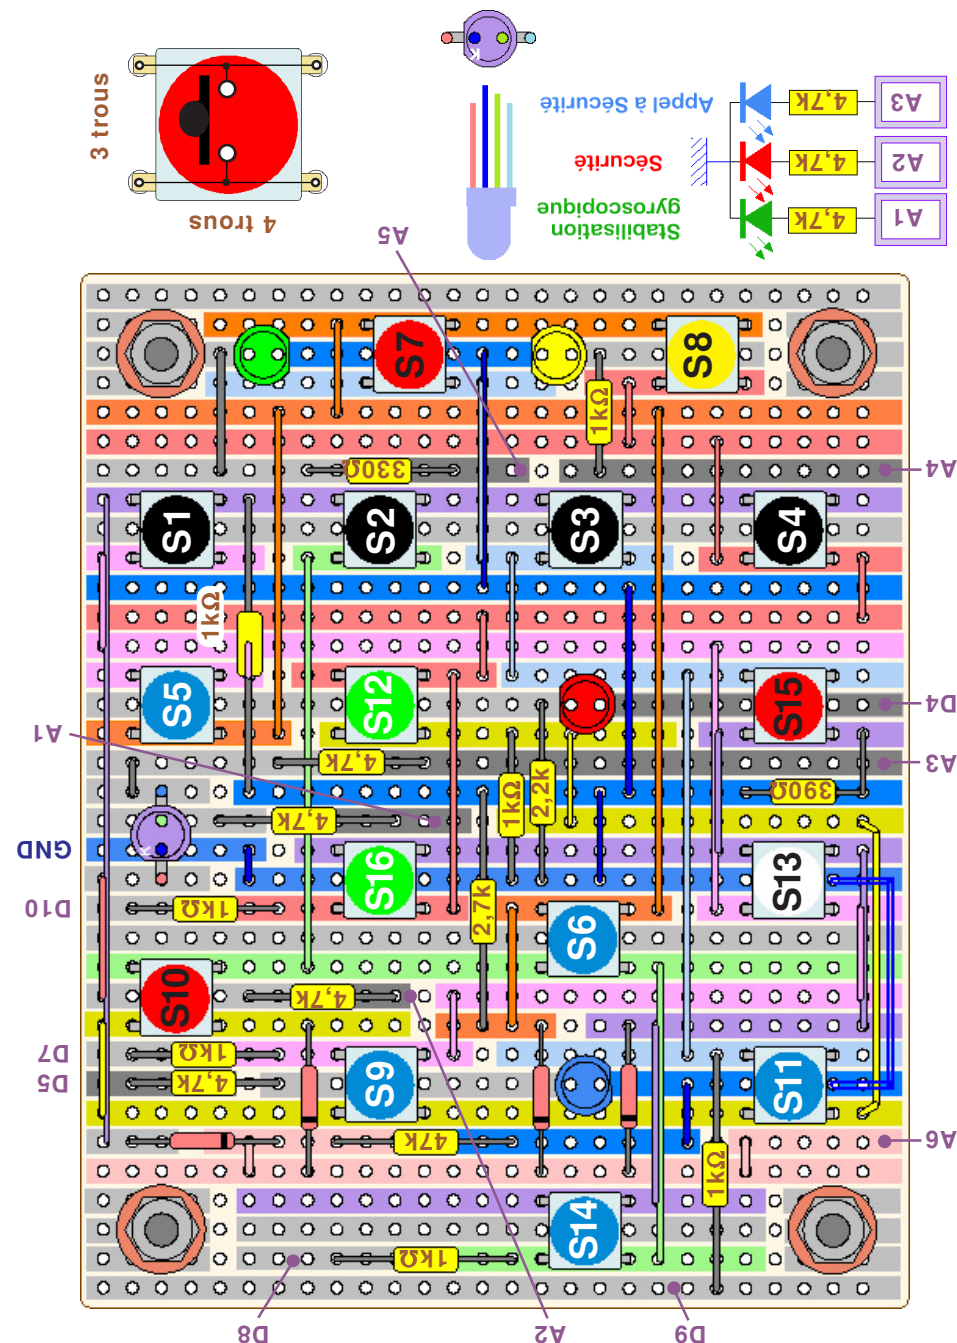 3 trous
4 trous
K
Appel à Sécurité
Sécurité
Stabilisation
gyroscopique
4,7k
A3
4,7k
A2
4,7k
A1
A5
S7
S8
1kΩ
330Ω
A4
S1
S2
S3
S4
1kΩ
S5
S12
S15
D4
A1
4,7k
A3
1kΩ
2,2k
390Ω
4,7k
K
GND
S16
S13
D10
1kΩ
2,7k
S6
S10
4,7k
D7
1kΩ
S9
S11
D5
4,7k
47k
A6
1kΩ
S14
1kΩ
D8
A2
D9